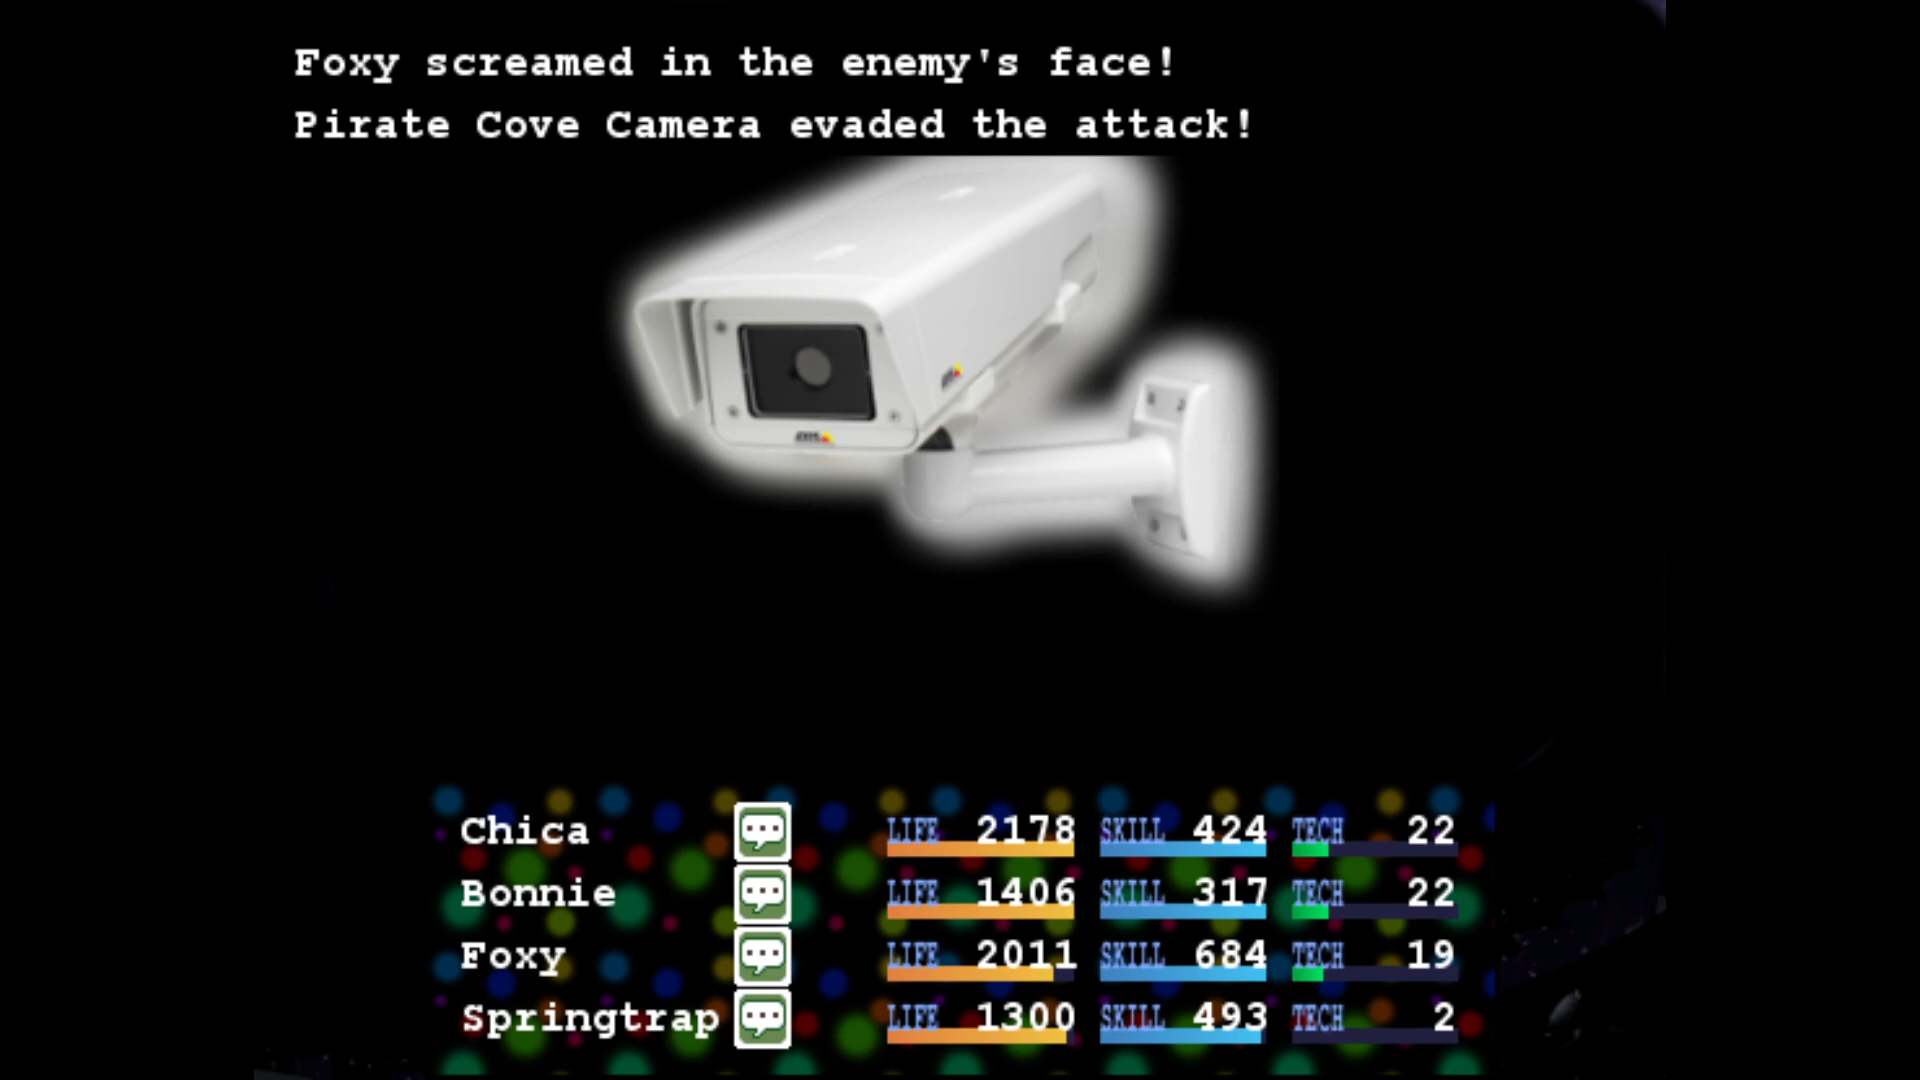 Foxy screamed in the enemy's face!
Pirate Cove Camera evaded the attack!
AXIS
Chica LIFE 2178 SKILL 424 TECH 22
Bonnie LIFE 1406 SKILL 317 TECH 22
Foxy LIFE 2011 SKILL 684 TECH 19
Springtrap LIFE 1300 SKILL 493 TECH 2